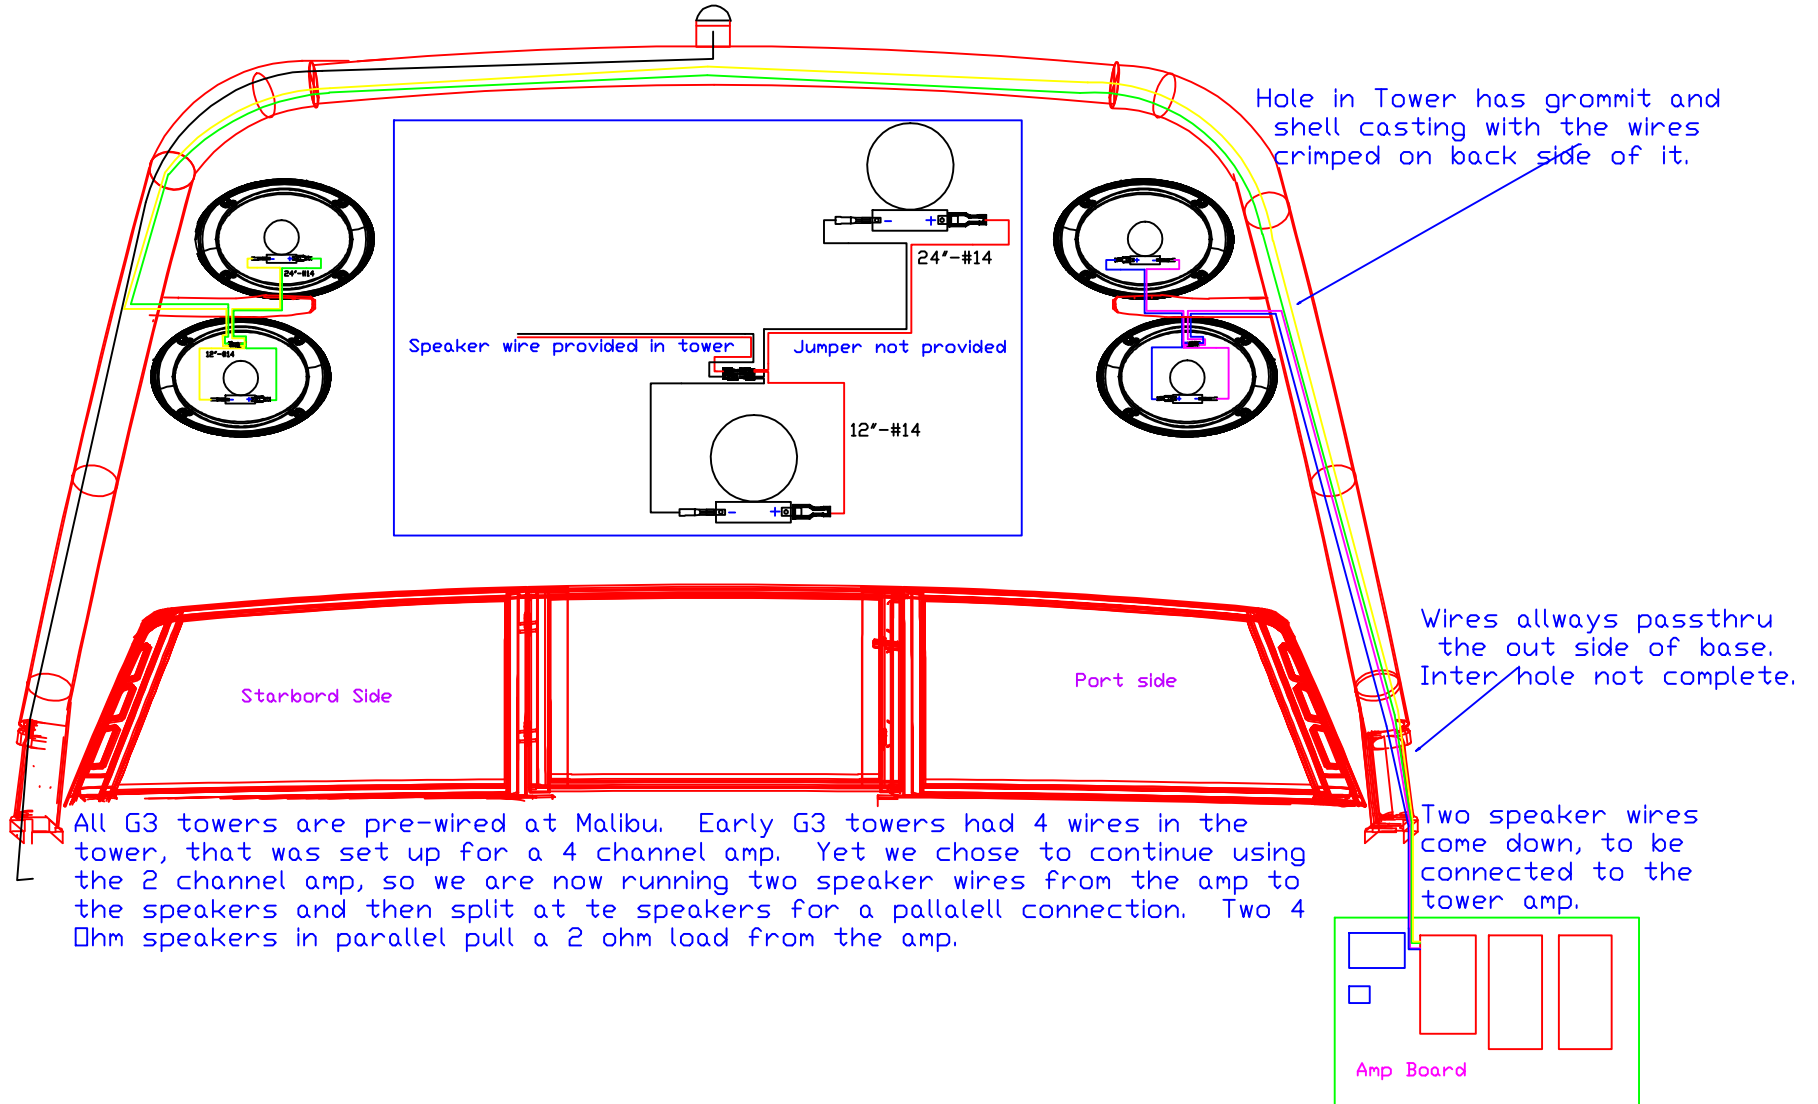 Hole in Tower has grommit and
shell casting with the wires
crimped on back side of it.
24"-#14
12"-#14
24"-#14
Speaker wire provided in tower
Jumper not provided
12"-#14
Wires allways passthru
the out side of base.
Inter hole not complete.
Starbord Side
Port side
All G3 towers are pre-wired at Malibu. Early G3 towers had 4 wires in the
tower, that was set up for a 4 channel amp. Yet we chose to continue using
the 2 channel amp, so we are now running two speaker wires from the amp to
the speakers and then split at te speakers for a pallalell connection. Two 4
Ohm speakers in parallel pull a 2 ohm load from the amp.
Two speaker wires
come down, to be
connected to the
tower amp.
Amp Board